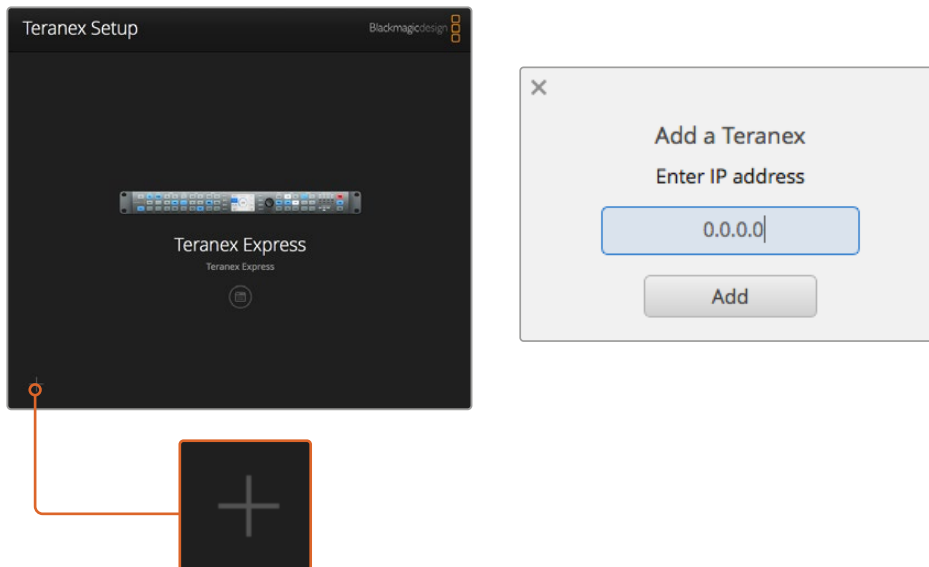 Teranex Setup
Blackmagicdesign
Teranex Express
Teranex Express
Add a Teranex
Enter IP address
0.0.0.0
Add